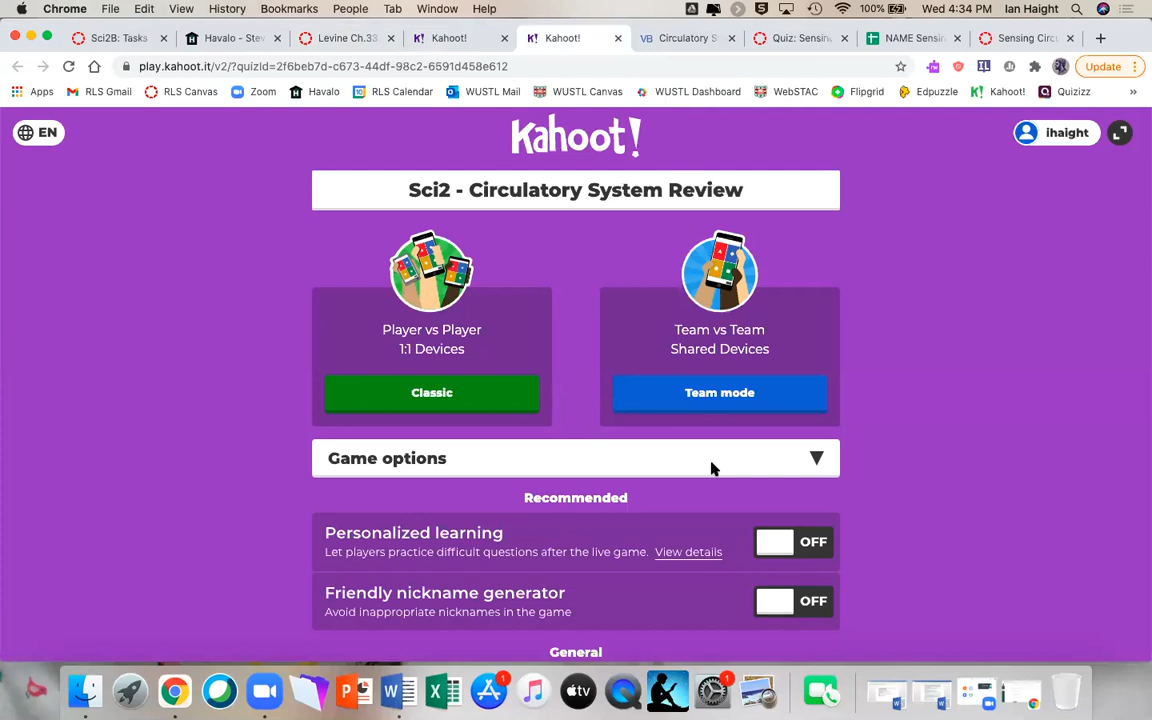 Chrome File Edit View History Bookmarks People Tab Window Help 100% Wed 4:34 PM Ian Haight
Sci2B: Tasks Havalo - Stev Levine Ch.33. Kahoot! Kahoot! VB Circulatory S Quiz: Sensing NAME Sensin Sensing Circu
play.kahoot.it/v2/?quizId=2f6beb7d-c673-44df-98c2-6591d458e612 Update
Apps RLS Gmail RLS Canvas Zoom Havalo RLS Calendar WUSTL Mail WUSTL Canvas WUSTL Dashboard WebSTAC Flipgrid Edpuzzle K! Kahoot! Quizizz »
EN Kahoot! ihaight
Sci2 - Circulatory System Review
Player vs Player
1:1 Devices
Classic
Team vs Team
Shared Devices
Team mode
Game options
Recommended
Personalized learning
Let players practice difficult questions after the live game. View details
OFF
Friendly nickname generator
Avoid inappropriate nicknames in the game
OFF
General